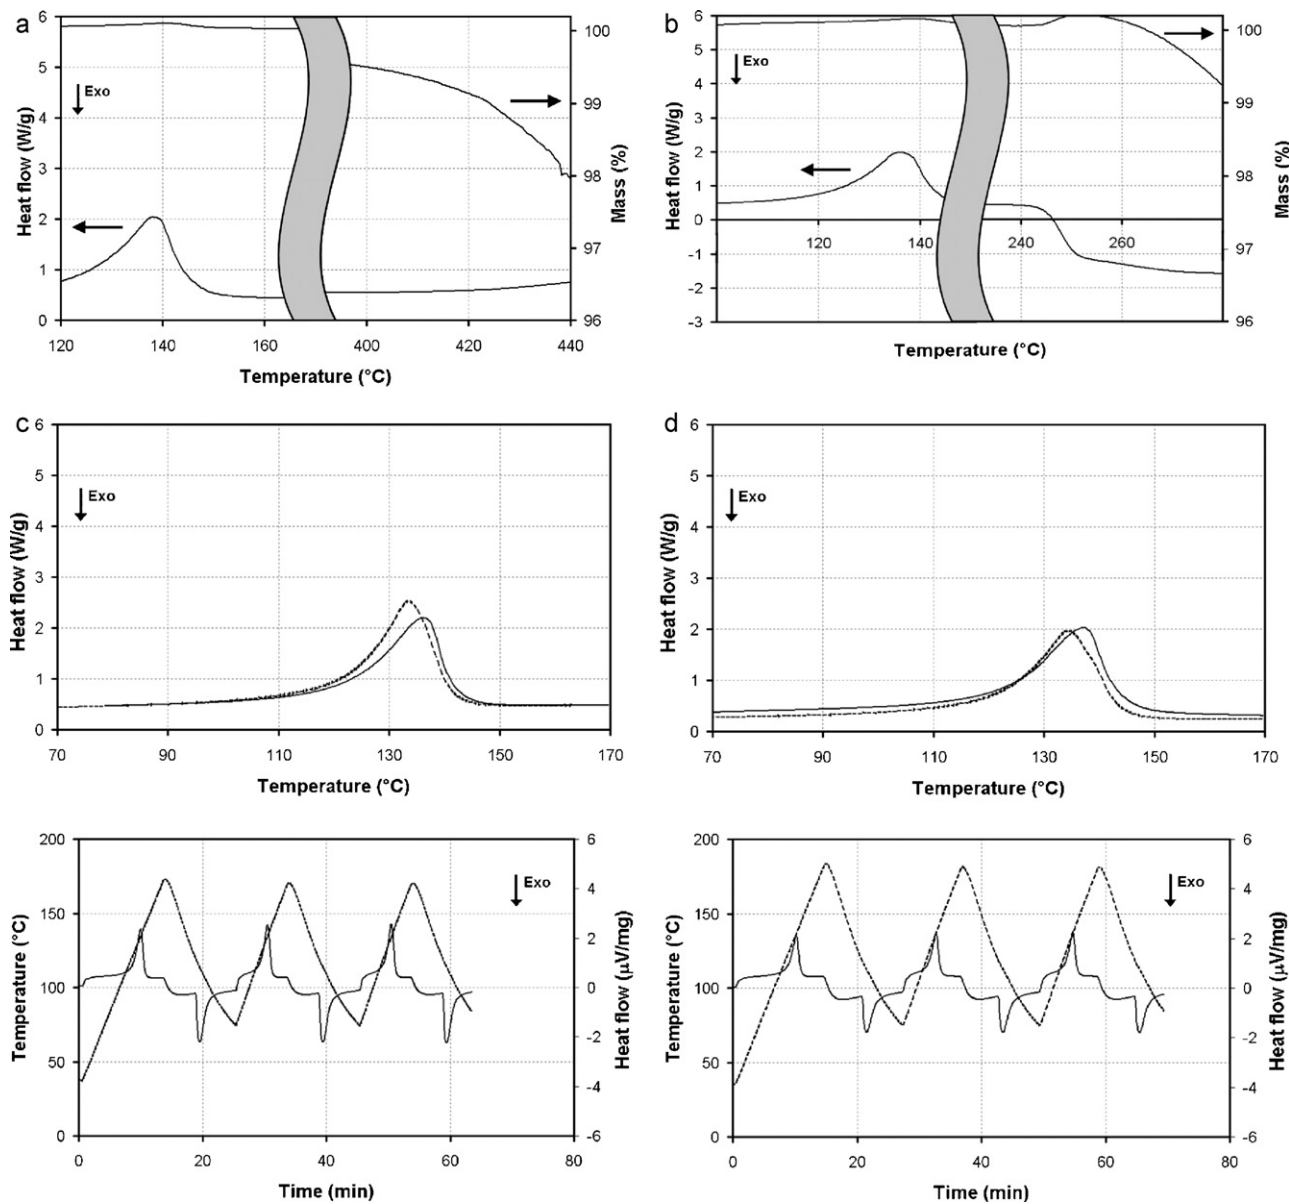 a
6
5
4
3
2
1
0
Heat flow (W/g)
Exo
100
99
98
97
96
Mass (%)
120 140 160 400 420 440
Temperature (°C)
b
6
5
4
3
2
1
0
-1
-2
-3
Heat flow (W/g)
Exo
120 140 240 260
100
99
98
97
96
Mass (%)
Temperature (°C)
c
6
5
4
3
2
1
0
Heat flow (W/g)
Exo
70 90 110 130 150 170
Temperature (°C)
d
6
5
4
3
2
1
0
Heat flow (W/g)
Exo
70 90 110 130 150 170
Temperature (°C)
200
150
100
50
0
Temperature (°C)
Exo
6
4
2
0
-2
-4
-6
Heat flow (µV/mg)
0 20 40 60 80
Time (min)
200
150
100
50
0
Temperature (°C)
Exo
6
4
2
0
-2
-4
-6
Heat flow (µV/mg)
0 20 40 60 80
Time (min)